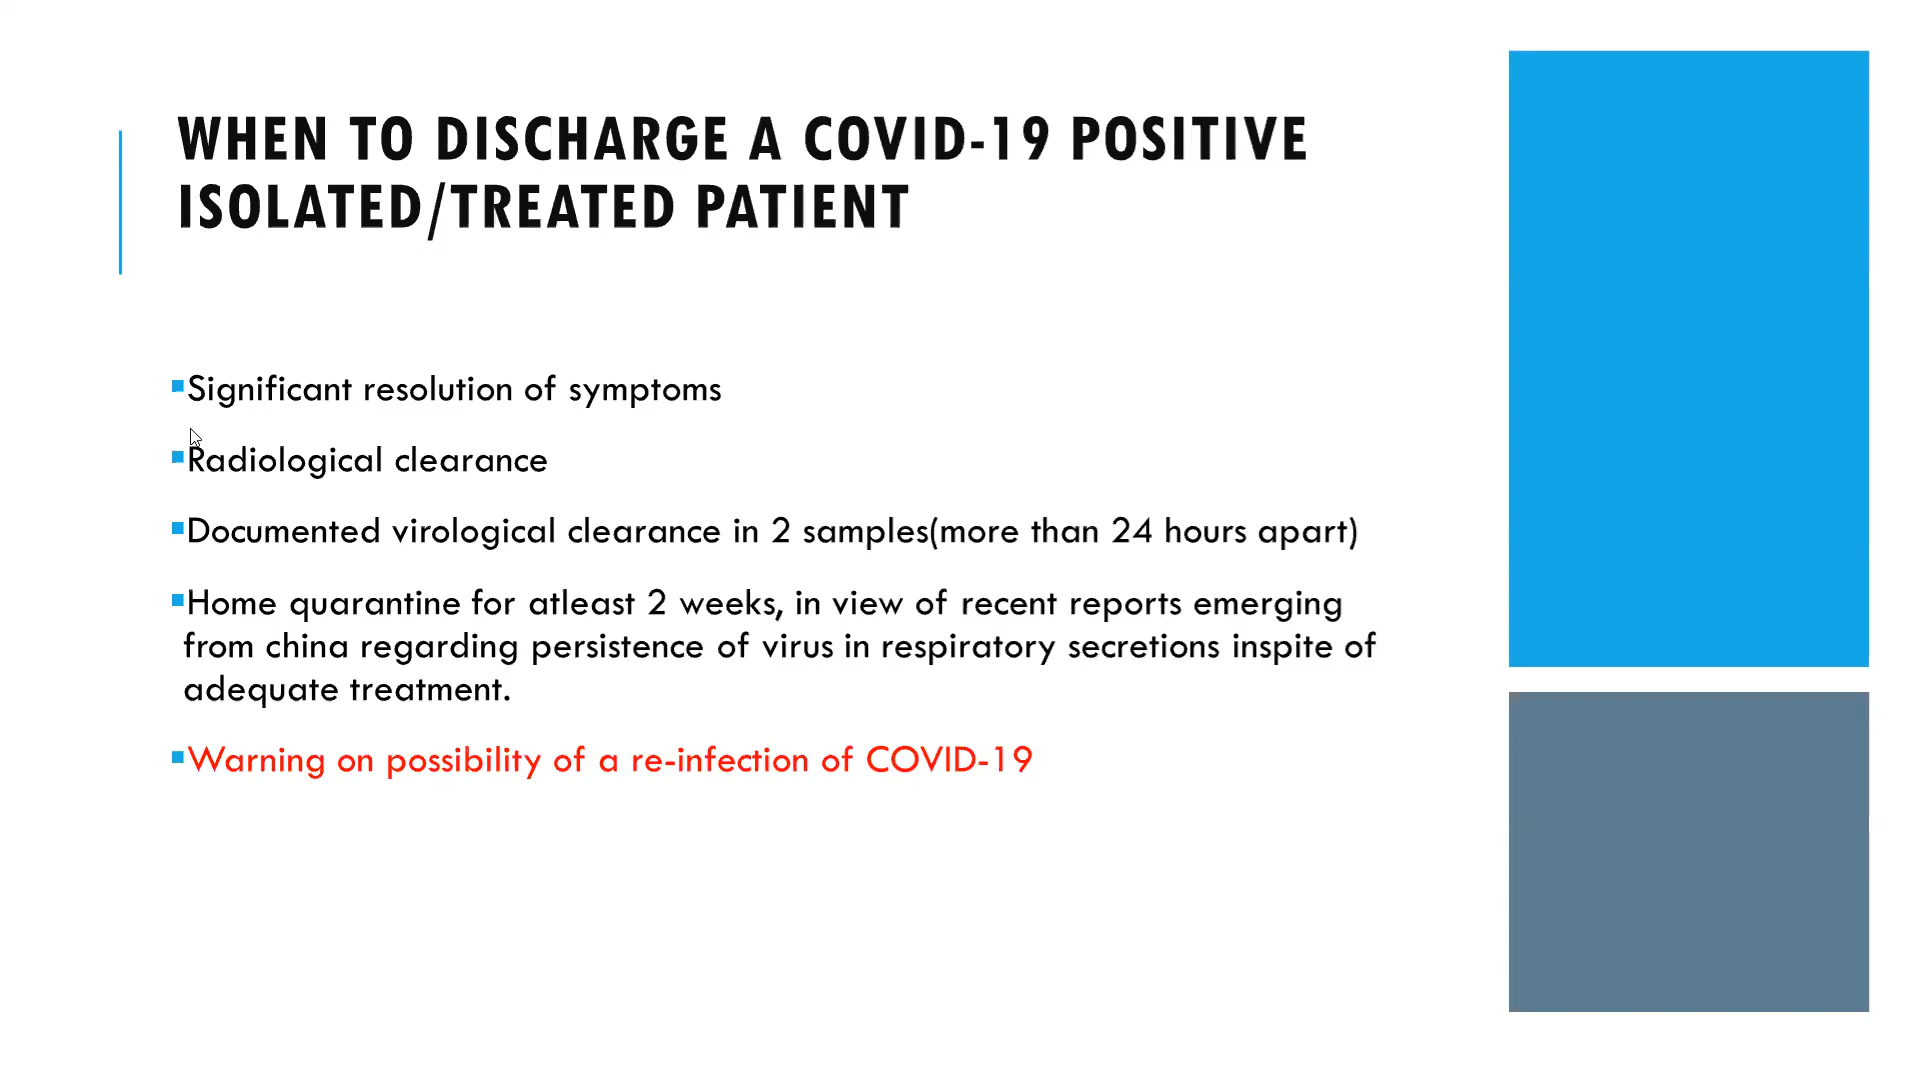 WHEN TO DISCHARGE A COVID-19 POSITIVE
ISOLATED/TREATED PATIENT
Significant resolution of symptoms
Radiological clearance
Documented virological clearance in 2 samples(more than 24 hours apart)
Home quarantine for atleast 2 weeks, in view of recent reports emerging
from china regarding persistence of virus in respiratory secretions inspite of
adequate treatment.
Warning on possibility of a re-infection of COVID-19